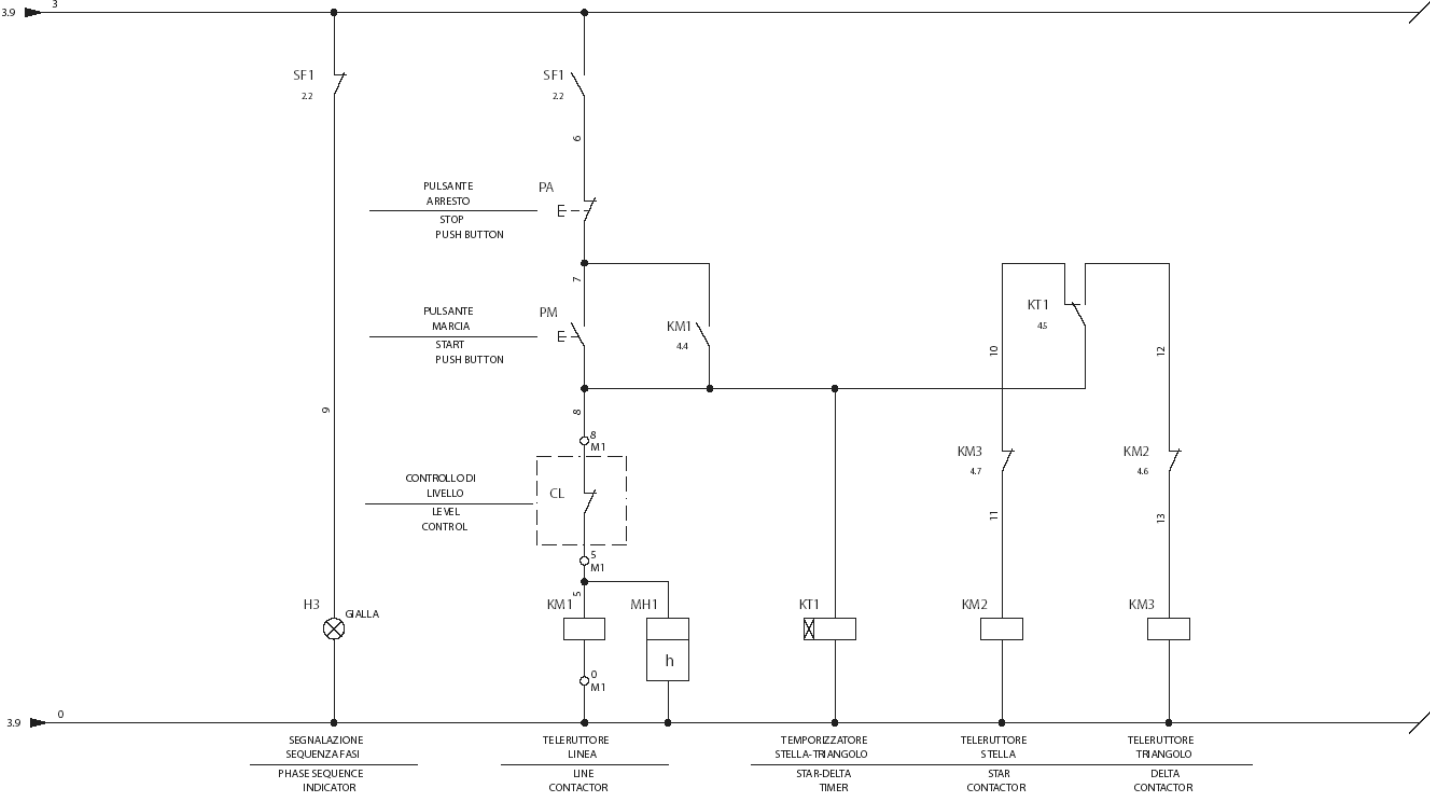 3
3.9
SF1
2.2
SF1
2.2
6
PULSANTE
ARRESTO
STOP
PUSH BUTTON
PA
7
PULSANTE
MARCIA
START
PUSH BUTTON
PM
KM1
4.4
KT1
4.5
10
12
9
8
8
M1
KM3
4.7
KM2
4.6
CONTROLLO DI
LIVELLO
LEVEL
CONTROL
CL
11
13
5
M1
5
H3
GIALLA
KM1
MH1
KT1
KM2
KM3
h
0
M1
3.9
0
SEGNALAZIONE
SEQUENZA FASI
PHASE SEQUENCE
INDICATOR
TELERUTTORE
LINEA
LINE
CONTACTOR
TEMPORIZZATORE
STELLA-TRIANGOLO
STAR-DELTA
TIMER
TELERUTTORE
STELLA
STAR
CONTACTOR
TELERUTTORE
TRIANGOLO
DELTA
CONTACTOR